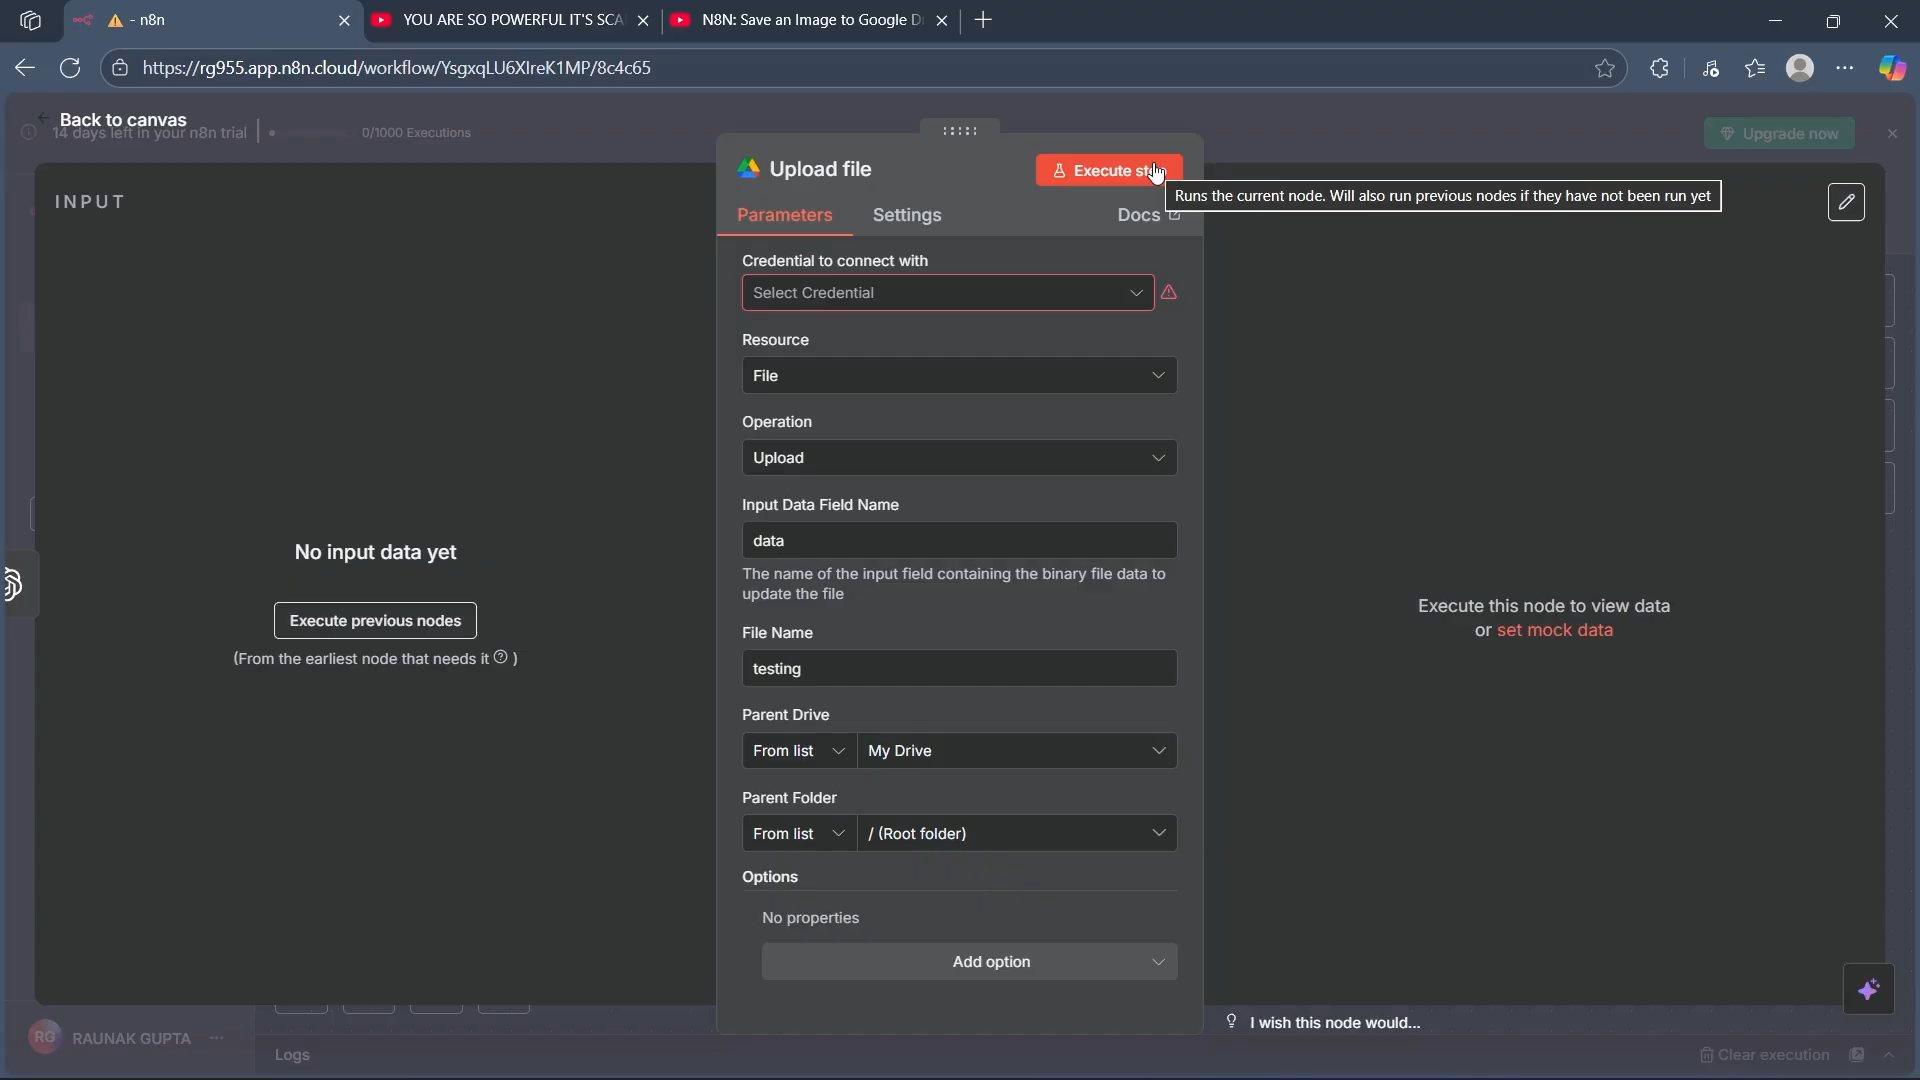 - n8n
YOU ARE SO POWERFUL IT'S SCA
N8N: Save an Image to Google D
https://rg955.app.n8n.cloud/workflow/YsgxqLU6XIreK1MP/8c4c65
Back to canvas
14 days left in your n8n trial
0/1000 Executions
Upgrade now
INPUT
Upload file
Execute st
Runs the current node. Will also run previous nodes if they have not been run yet
Parameters
Settings
Docs
Credential to connect with
Select Credential
Resource
File
Operation
Upload
Input Data Field Name
data
The name of the input field containing the binary file data to
update the file
No input data yet
Execute previous nodes
(From the earliest node that needs it ? )
Execute this node to view data
or set mock data
File Name
testing
Parent Drive
From list
My Drive
Parent Folder
From list
/ (Root folder)
Options
No properties
Add option
I wish this node would...
RG
RAUNAK GUPTA
Logs
Clear execution